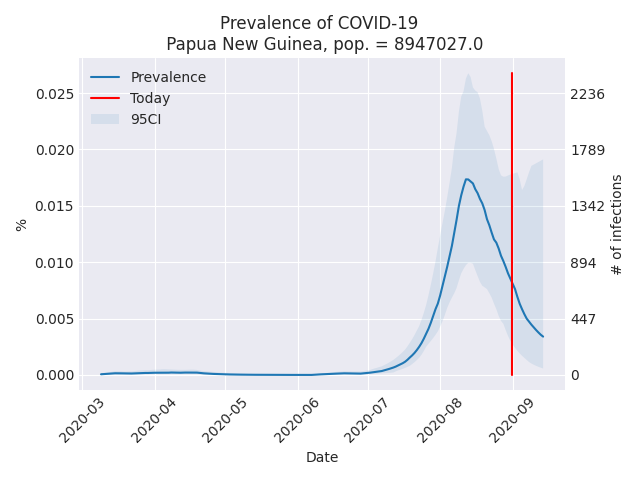 Prevalence of COVID-19
Papua New Guinea, pop. = 8947027.0
Prevalence
Today
95CI
0.025
0.020
0.015
0.010
0.005
0.000
%
2236
1789
1342
894
447
0
# of infections
2020-03
2020-04
2020-05
2020-06
2020-07
2020-08
2020-09
Date